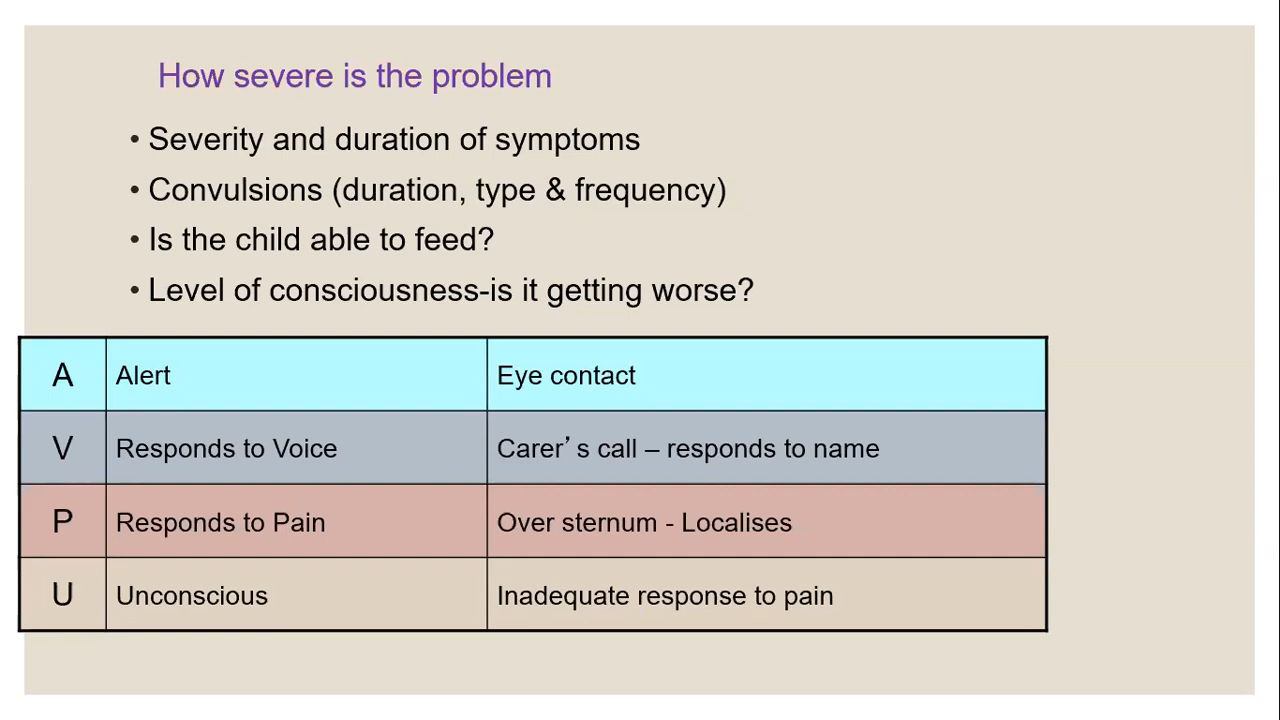 How severe is the problem
• Severity and duration of symptoms
• Convulsions (duration, type & frequency)
• Is the child able to feed?
• Level of consciousness-is it getting worse?
A Alert Eye contact
V Responds to Voice Carer’s call – responds to name
P Responds to Pain Over sternum - Localises
U Unconscious Inadequate response to pain